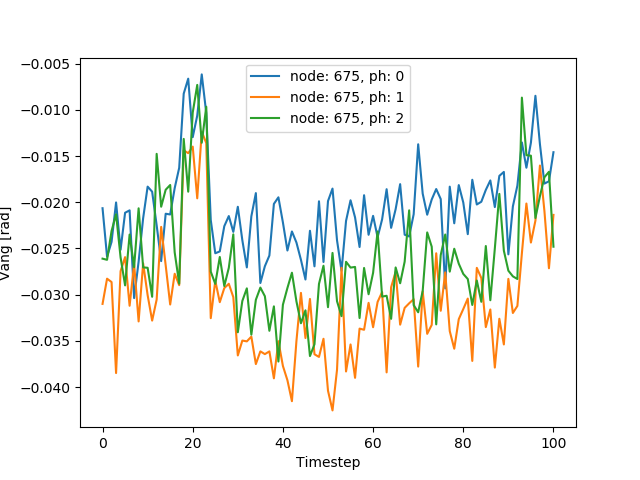 node: 675, ph: 0
node: 675, ph: 1
node: 675, ph: 2
−0.005
−0.010
−0.015
−0.020
−0.025
−0.030
−0.035
−0.040
Vang [rad]
0 20 40 60 80 100
Timestep